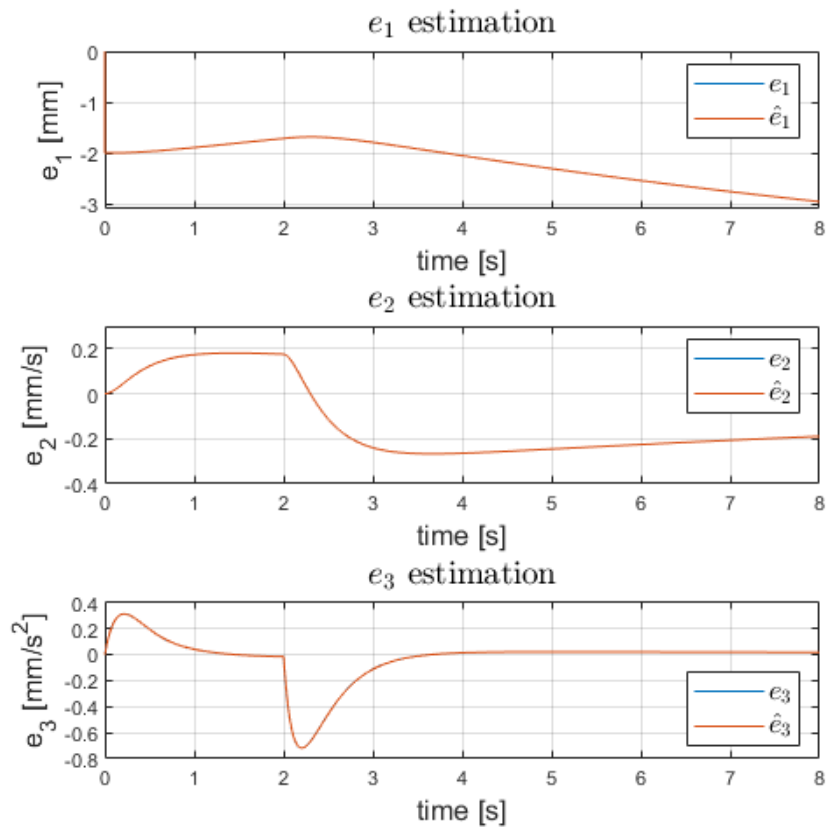 e₁ estimation
0
-1
-2
-3
e₁ [mm]
e₁
ê₁
0 1 2 3 4 5 6 7 8
time [s]
e₂ estimation
0.2
0
-0.2
-0.4
e₂ [mm/s]
e₂
ê₂
0 1 2 3 4 5 6 7 8
time [s]
e₃ estimation
0.4
0.2
0
-0.2
-0.4
-0.6
-0.8
e₃ [mm/s²]
e₃
ê₃
0 1 2 3 4 5 6 7 8
time [s]